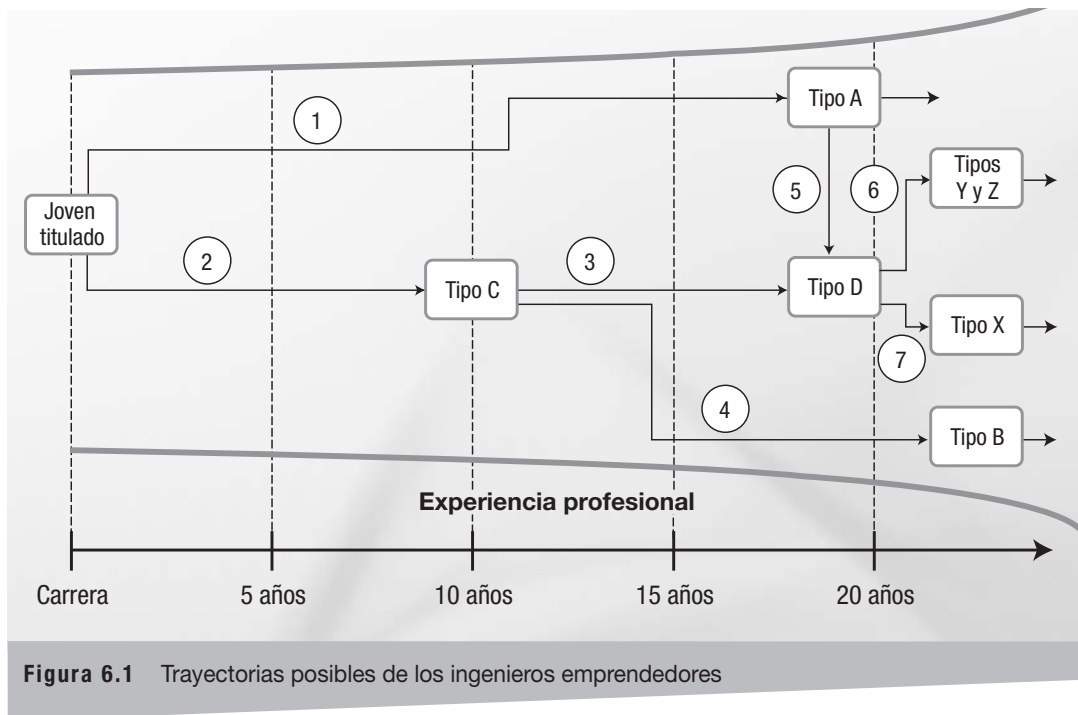 1
Tipo A
5
6
Tipos
Y y Z
Joven
titulado
2
Tipo C
3
Tipo D
Tipo X
7
4
Tipo B
Experiencia profesional
Carrera
5 años
10 años
15 años
20 años
Figura 6.1 Trayectorias posibles de los ingenieros emprendedores